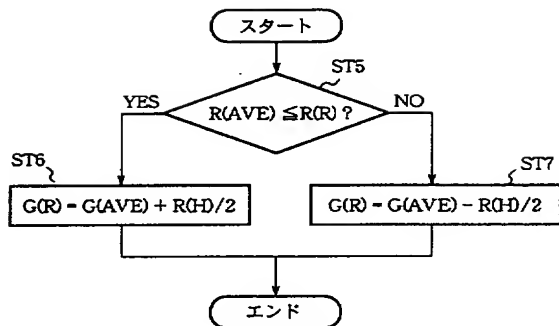 スタート
ST5
YES
R(AVE) ≦R(R) ?
NO
ST6
G(R) = G(AVE) + R(H)/2
ST7
G(R) = G(AVE) − R(H)/2
エンド